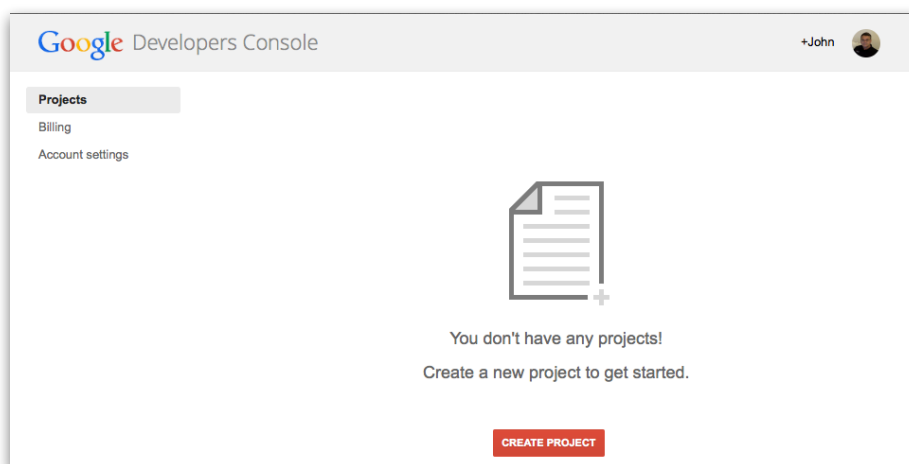 Google Developers Console
+John
Projects
Billing
Account settings
You don't have any projects!
Create a new project to get started.
CREATE PROJECT